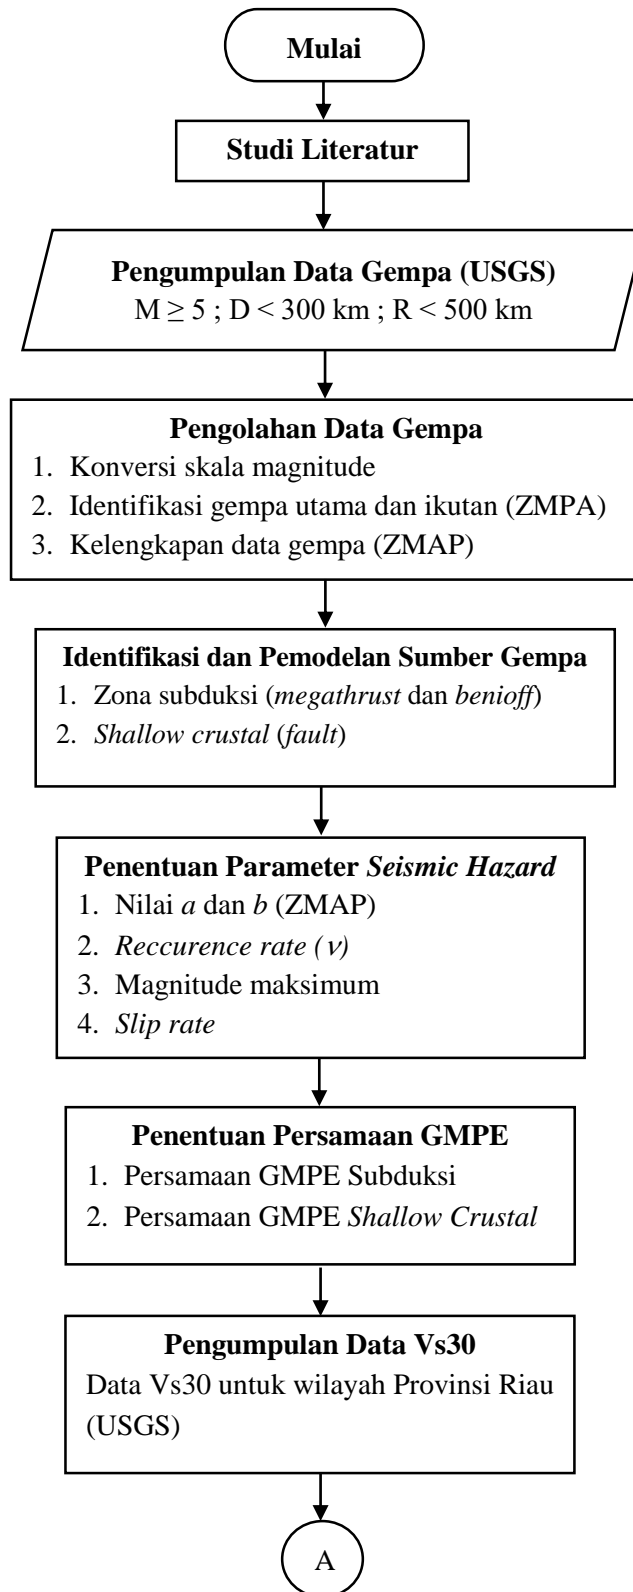 Mulai
Studi Literatur
Pengumpulan Data Gempa (USGS)
M ≥ 5 ; D < 300 km ; R < 500 km
Pengolahan Data Gempa
1. Konversi skala magnitude
2. Identifikasi gempa utama dan ikutan (ZMPA)
3. Kelengkapan data gempa (ZMAP)
Identifikasi dan Pemodelan Sumber Gempa
1. Zona subduksi (megathrust dan benioff)
2. Shallow crustal (fault)
Penentuan Parameter Seismic Hazard
1. Nilai a dan b (ZMAP)
2. Reccurence rate (ν)
3. Magnitude maksimum
4. Slip rate
Penentuan Persamaan GMPE
1. Persamaan GMPE Subduksi
2. Persamaan GMPE Shallow Crustal
Pengumpulan Data Vs30
Data Vs30 untuk wilayah Provinsi Riau
(USGS)
A